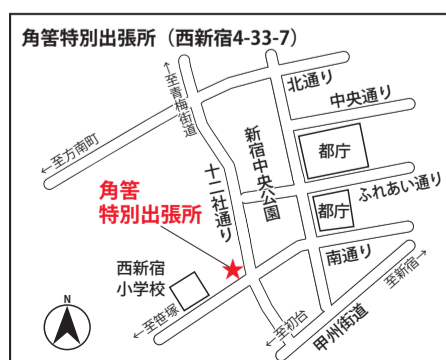 角筈特別出張所（西新宿4-33-7）
←至青梅街道
北通り
中央通り
←至方南町
新宿中央公園
都庁
十二社通り
ふれあい通り
角筈
特別出張所
都庁
南通り
西新宿
小学校
至新宿→
←至笹塚
←至初台
甲州街道
N